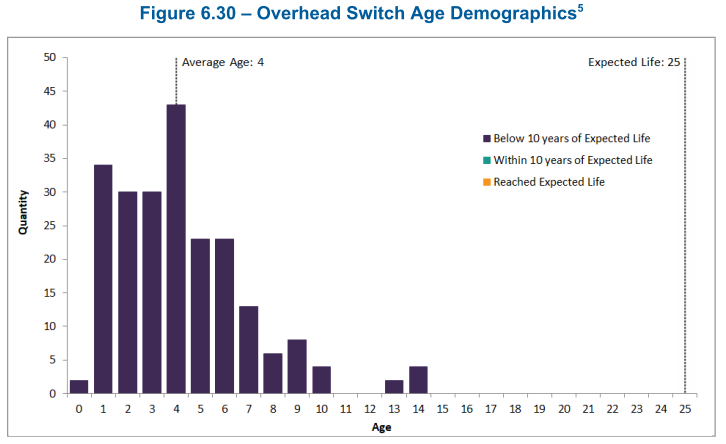 Figure 6.30 – Overhead Switch Age Demographics5
50
Average Age: 4
Expected Life: 25
45
40
Below 10 years of Expected Life
Within 10 years of Expected Life
Reached Expected Life
35
30
Quantity
25
20
15
10
5
0
0 1 2 3 4 5 6 7 8 9 10 11 12 13 14 15 16 17 18 19 20 21 22 23 24 25
Age